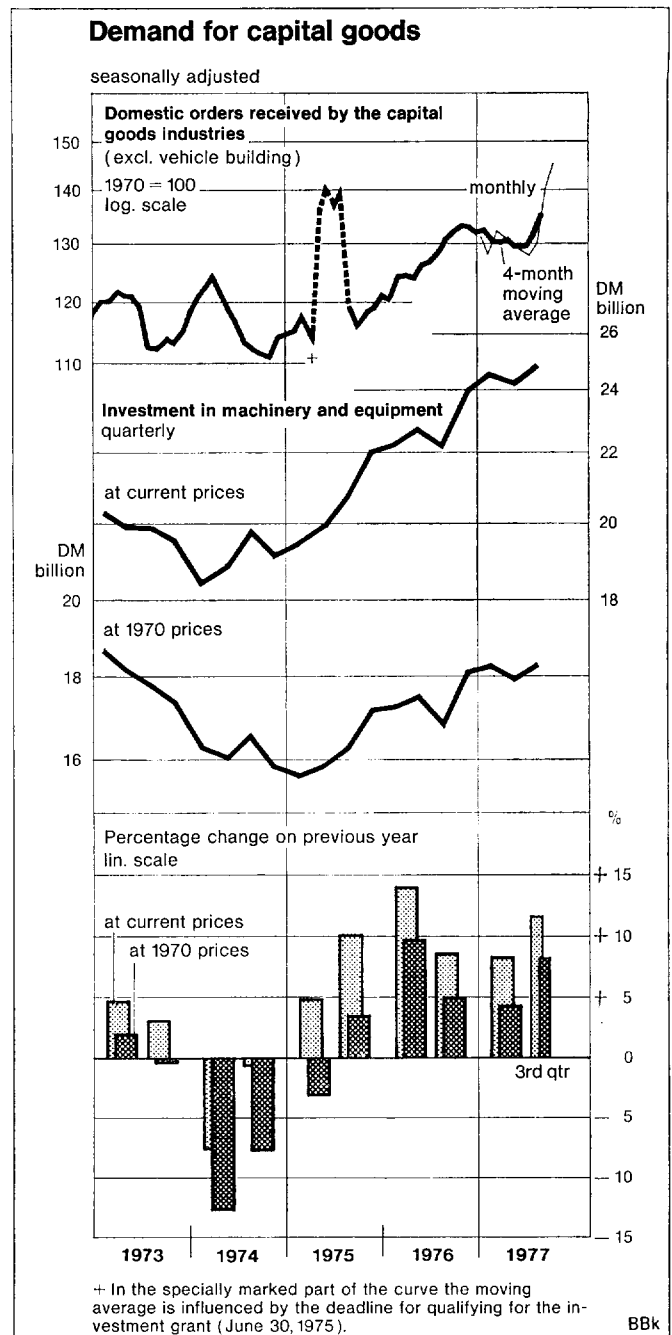 Demand for capital goods
seasonally adjusted
Domestic orders received by the capital
goods industries
(excl. vehicle building)
1970 = 100
log. scale
150
140
130
120
110
monthly
4-month
moving
average
+
DM
billion
26
24
22
20
18
Investment in machinery and equipment
quarterly
at current prices
DM
billion
20
18
16
at 1970 prices
Percentage change on previous year
lin. scale
%
+ 15
+ 10
+ 5
0
— 5
— 10
— 15
at current prices
at 1970 prices
3rd qtr
1973 1974 1975 1976 1977
+ In the specially marked part of the curve the moving
average is influenced by the deadline for qualifying for the in-
vestment grant (June 30, 1975).
BBk